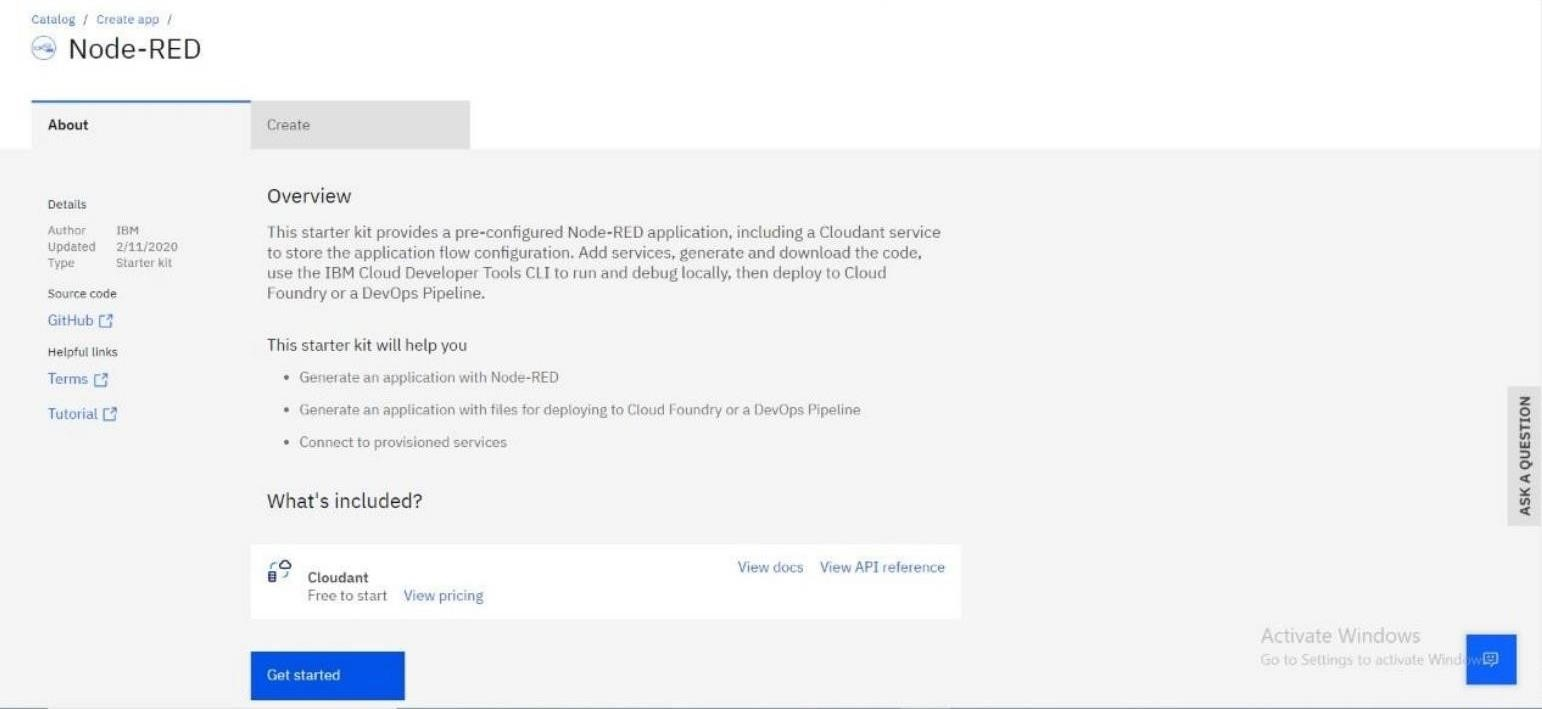 Catalog / Create app /
Node-RED
About
Create
Details
Author IBM
Updated 2/11/2020
Type Starter kit
Source code
GitHub
Helpful links
Terms
Tutorial
Overview
This starter kit provides a pre-configured Node-RED application, including a Cloudant service
to store the application flow configuration. Add services, generate and download the code,
use the IBM Cloud Developer Tools CLI to run and debug locally, then deploy to Cloud
Foundry or a DevOps Pipeline.
This starter kit will help you
• Generate an application with Node-RED
• Generate an application with files for deploying to Cloud Foundry or a DevOps Pipeline
• Connect to provisioned services
What's included?
Cloudant
Free to start View pricing
View docs View API reference
Get started
ASK A QUESTION
Activate Windows
Go to Settings to activate Window